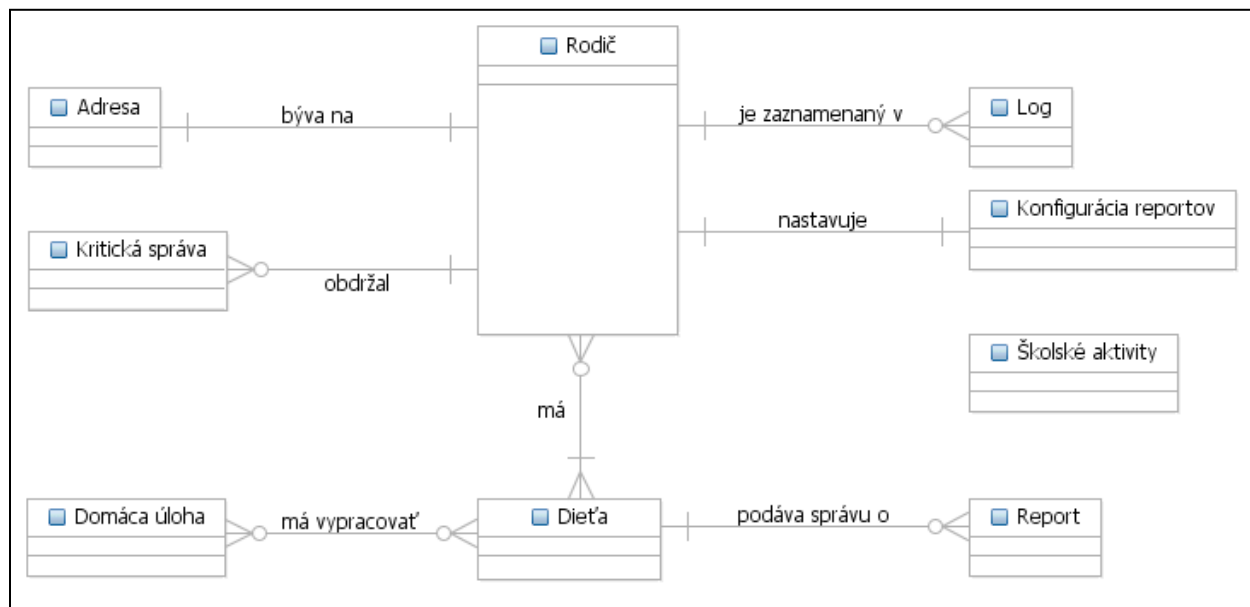 Rodič
Adresa
býva na
je zaznamenaný v
Log
Kritická správa
obdržal
nastavuje
Konfigurácia reportov
Školské aktivity
má
Domáca úloha
má vypracovať
Dieťa
podáva správu o
Report